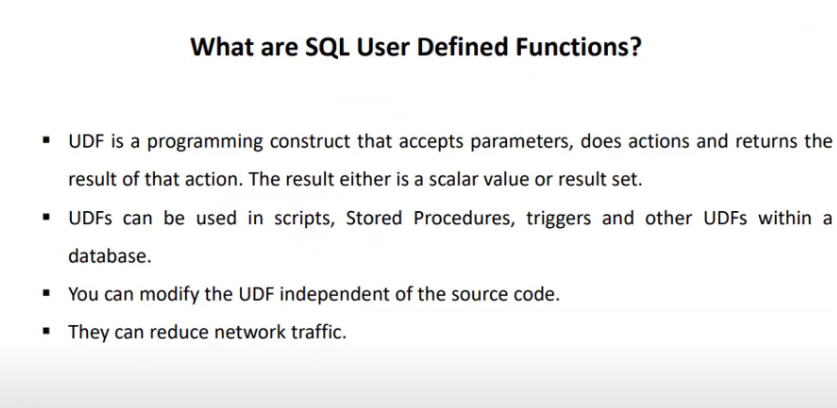 What are SQL User Defined Functions?
▪ UDF is a programming construct that accepts parameters, does actions and returns the
result of that action. The result either is a scalar value or result set.
▪ UDFs can be used in scripts, Stored Procedures, triggers and other UDFs within a
database.
▪ You can modify the UDF independent of the source code.
▪ They can reduce network traffic.